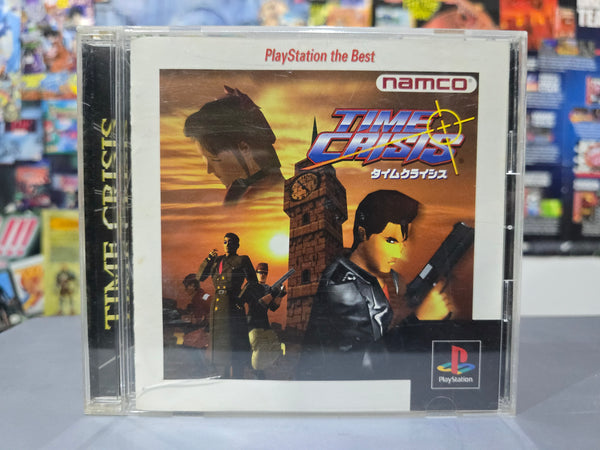 PlayStation the Best
namco
TIME
CRISIS
タイムクライシス
TIME CRISIS
PlayStation
!!!